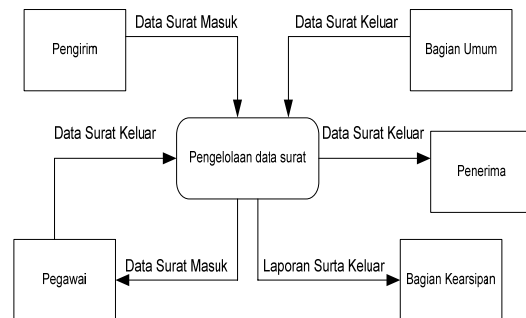 Data Surat Masuk
Data Surat Keluar
Pengirim
Bagian Umum
Data Surat Keluar
Data Surat Keluar
Pengelolaan data surat
Penerima
Pegawai
Data Surat Masuk
Laporan Surta Keluar
Bagian Kearsipan